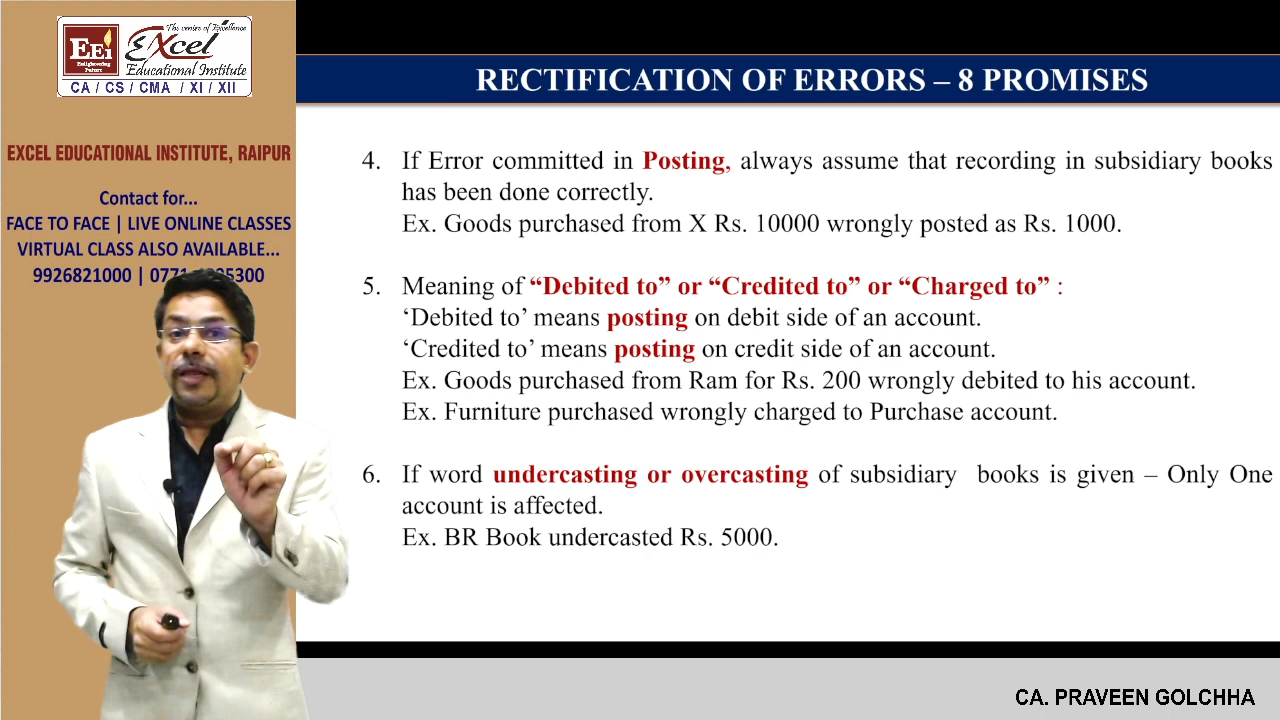 The centre of Excellence
EEi
Enlightening
Future
Excel
Educational Institute
CA / CS / CMA / XI / XII
EXCEL EDUCATIONAL INSTITUTE, RAIPUR
Contact for...
FACE TO FACE | LIVE ONLINE CLASSES
VIRTUAL CLASS ALSO AVAILABLE...
9926821000 | 0771 5300
RECTIFICATION OF ERRORS – 8 PROMISES
4. If Error committed in Posting, always assume that recording in subsidiary books
has been done correctly.
Ex. Goods purchased from X Rs. 10000 wrongly posted as Rs. 1000.
5. Meaning of “Debited to” or “Credited to” or “Charged to” :
‘Debited to’ means posting on debit side of an account.
‘Credited to’ means posting on credit side of an account.
Ex. Goods purchased from Ram for Rs. 200 wrongly debited to his account.
Ex. Furniture purchased wrongly charged to Purchase account.
6. If word undercasting or overcasting of subsidiary books is given – Only One
account is affected.
Ex. BR Book undercasted Rs. 5000.
CA. PRAVEEN GOLCHHA